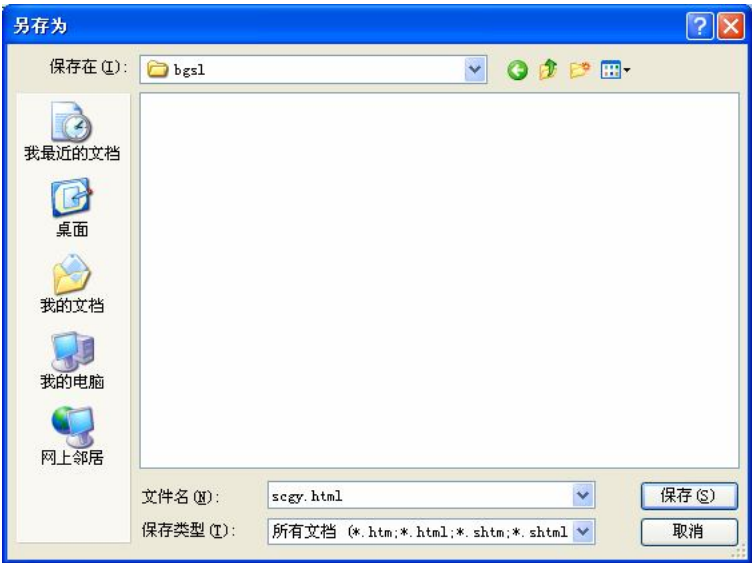 另存为
保存在(I):
bgsl
我最近的文档
桌面
我的文档
我的电脑
网上邻居
文件名(N):
scgy.html
保存(S)
保存类型(T):
所有文档 (*.htm;*.html;*.shtm;*.shtml
取消